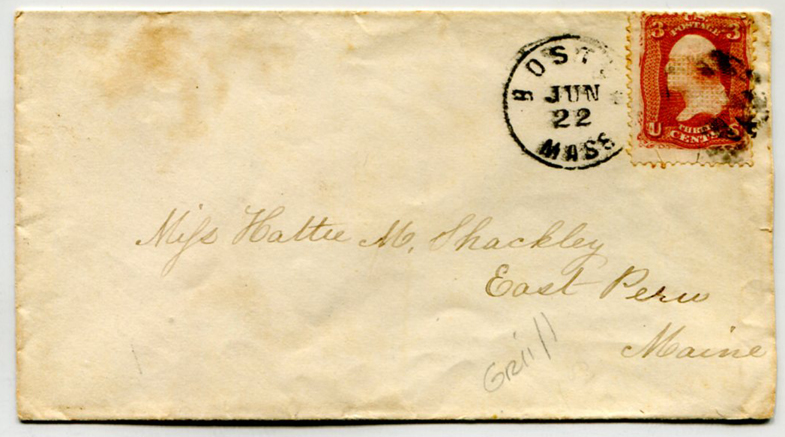 BOST
JUN
22
MASS
3 U.S. 3
POSTAGE
U THREE S
CENTS
Miss Hattie M. Shackley
East Peru
Maine
Grill